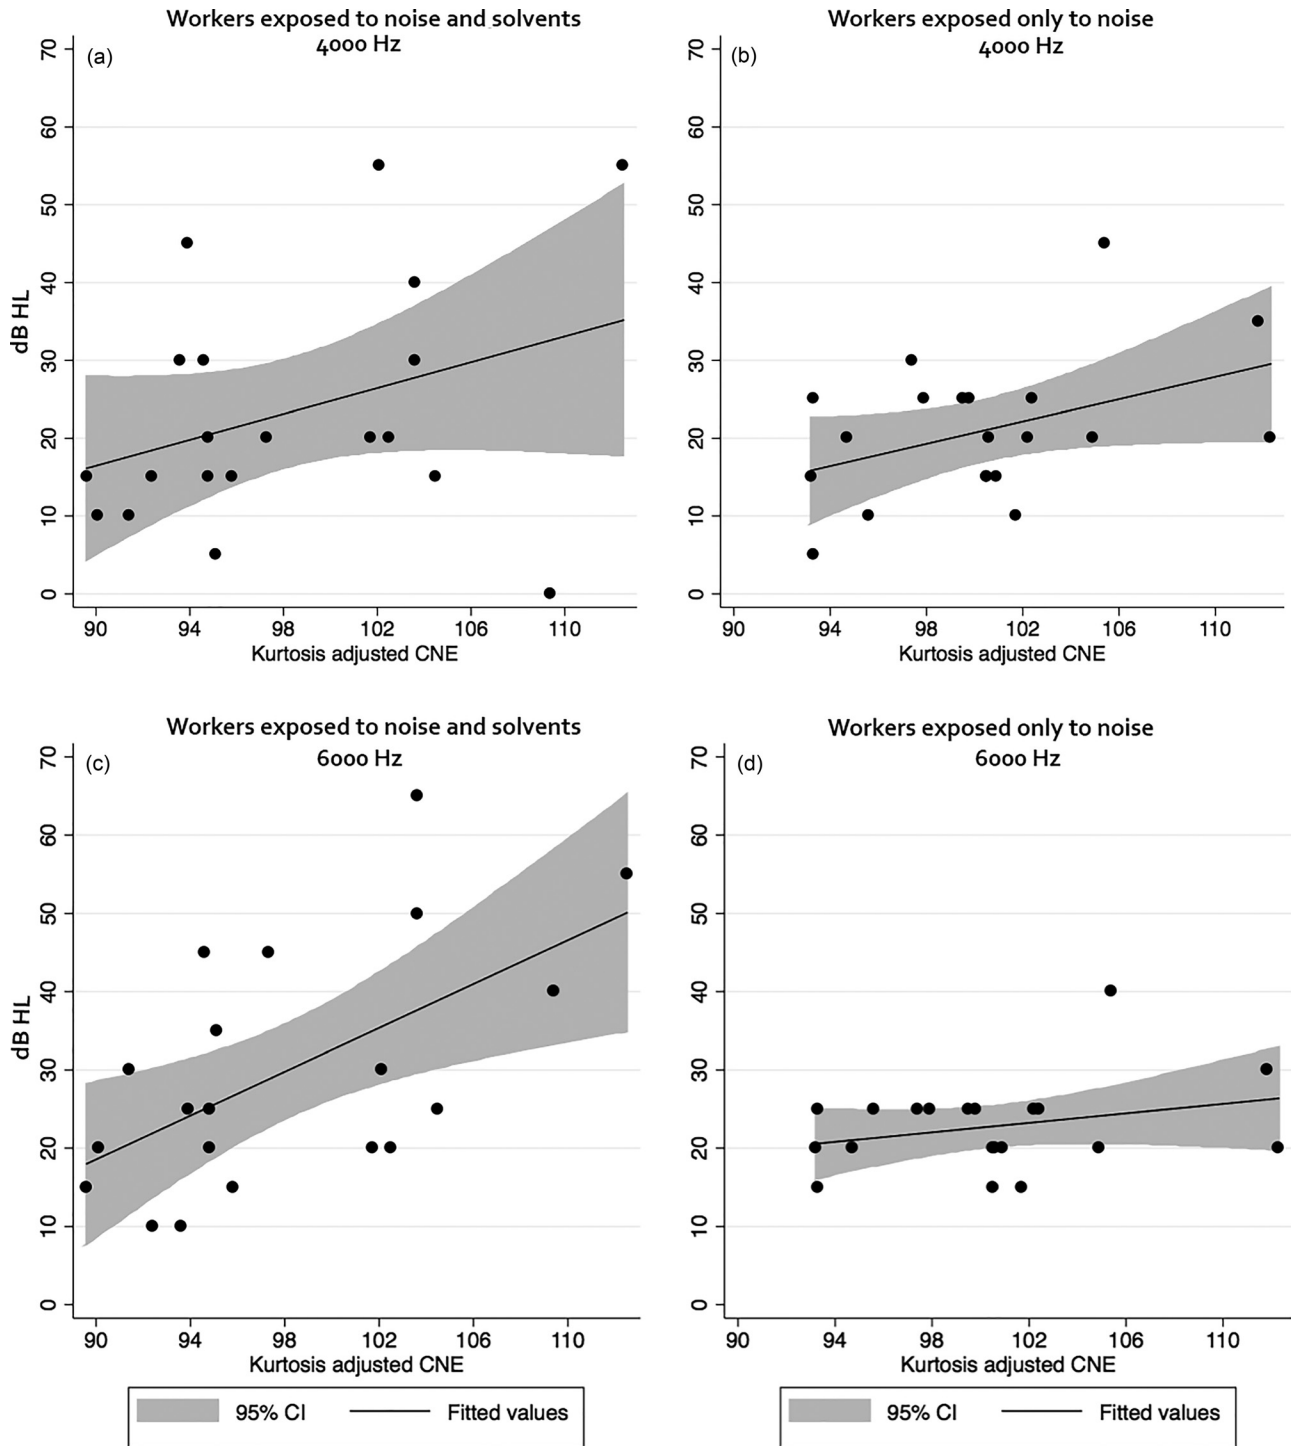 Workers exposed to noise and solvents
4000 Hz
(a)
70
60
50
40
30
20
10
0
dB HL
90 94 98 102 106 110
Kurtosis adjusted CNE
Workers exposed only to noise
4000 Hz
(b)
70
60
50
40
30
20
10
0
90 94 98 102 106 110
Kurtosis adjusted CNE
Workers exposed to noise and solvents
6000 Hz
(c)
70
60
50
40
30
20
10
0
dB HL
90 94 98 102 106 110
Kurtosis adjusted CNE
95% CI Fitted values
Workers exposed only to noise
6000 Hz
(d)
70
60
50
40
30
20
10
0
90 94 98 102 106 110
Kurtosis adjusted CNE
95% CI Fitted values